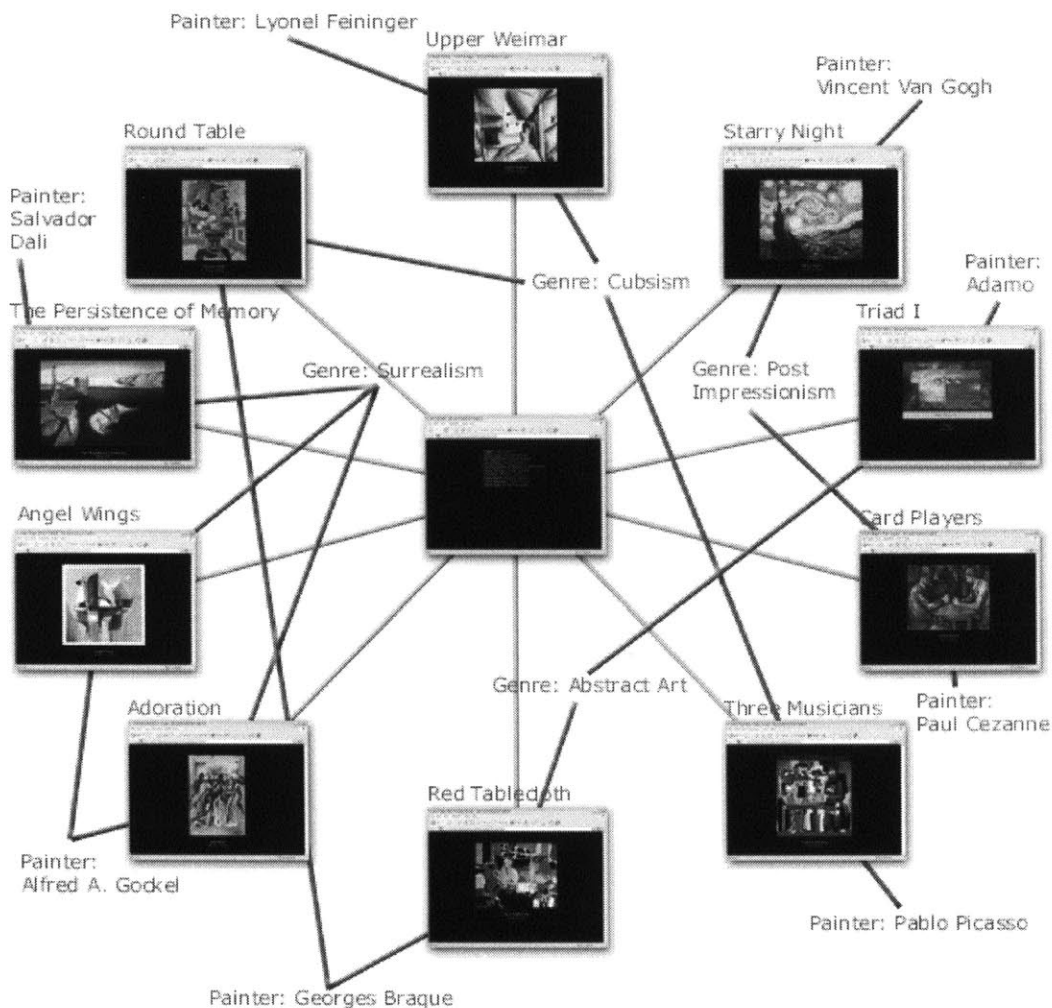 Painter: Lyonel Feininger
Upper Weimar
Painter:
Vincent Van Gogh
Round Table
Starry Night
Painter:
Salvador
Dali
Genre: Cubsism
Painter:
Adamo
The Persistence of Memory
Triad I
Genre: Surrealism
Genre: Post
Impressionism
Angel Wings
Card Players
Genre: Abstract Art
Adoration
Three Musicians
Painter:
Paul Cezanne
Red Tablecloth
Painter:
Alfred A. Gockel
Painter: Pablo Picasso
Painter: Georges Braque